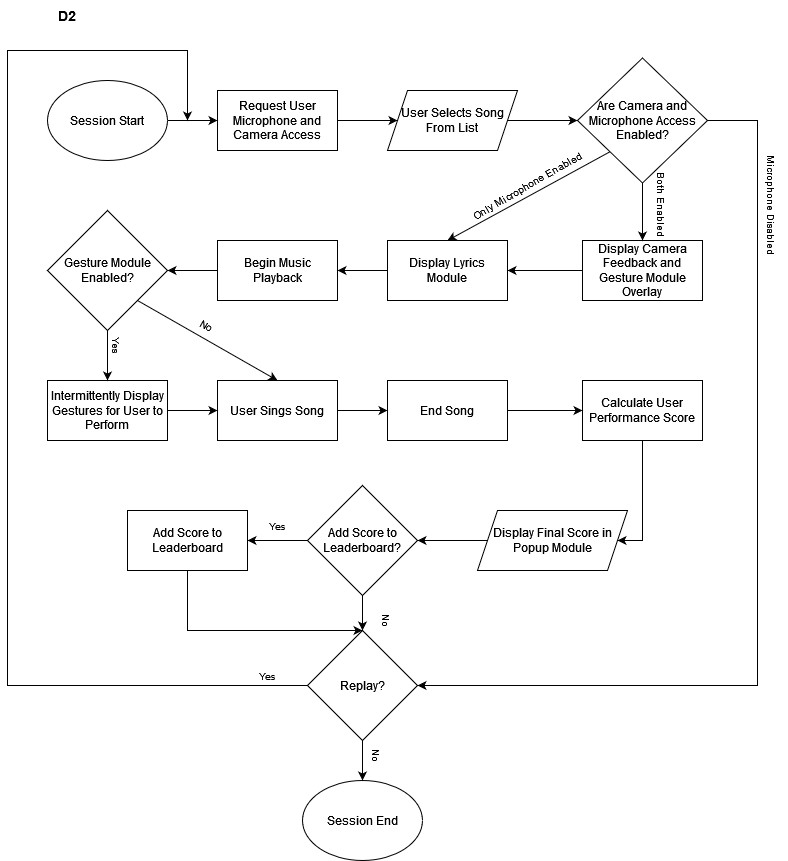 D2
Session Start
Request User
Microphone and
Camera Access
User Selects Song
From List
Are Camera and
Microphone Access
Enabled?
Only Microphone Enabled
Both Enabled
Microphone Disabled
Gesture Module
Enabled?
Begin Music
Playback
Display Lyrics
Module
Display Camera
Feedback and
Gesture Module
Overlay
No
Yes
Intermittently Display
Gestures for User to
Perform
User Sings Song
End Song
Calculate User
Performance Score
Add Score to
Leaderboard
Yes
Add Score to
Leaderboard?
Display Final Score in
Popup Module
No
Yes
Replay?
No
Session End